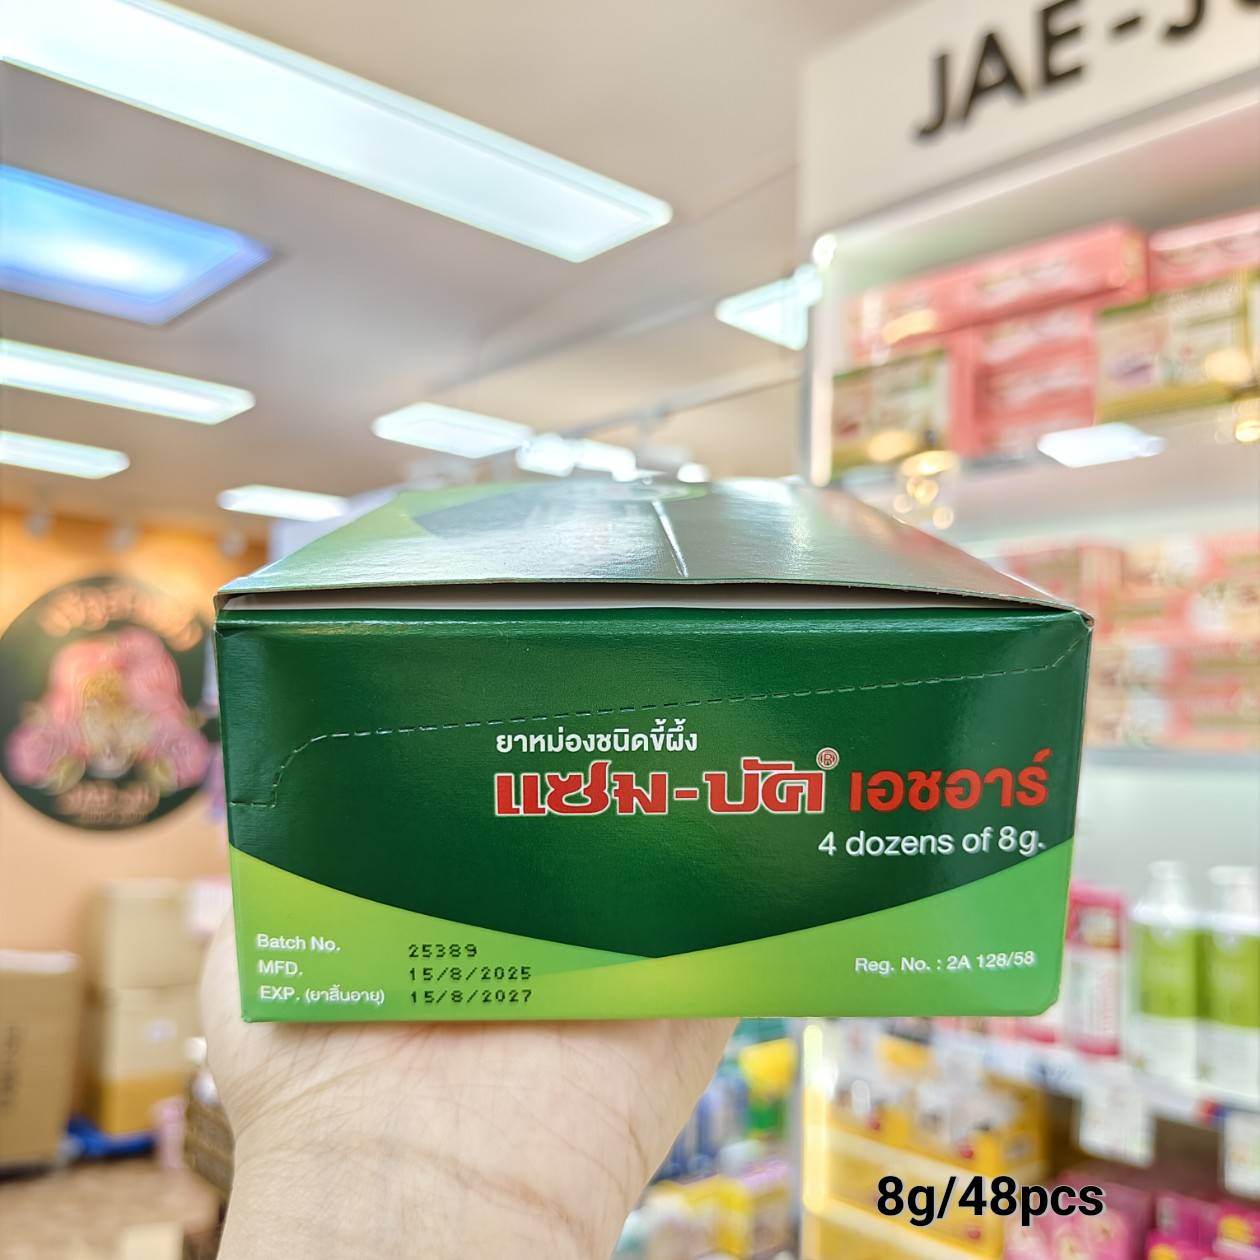 JAE-J
ยาหม่องชนิดขี้ผึ้ง
แซม-บัค® เอชอาร์
4 dozens of 8g.
Batch No. 25389
MFD. 15/8/2025
EXP. (ยาสิ้นอายุ) 15/8/2027
Reg. No. : 2A 128/58
8g/48pcs